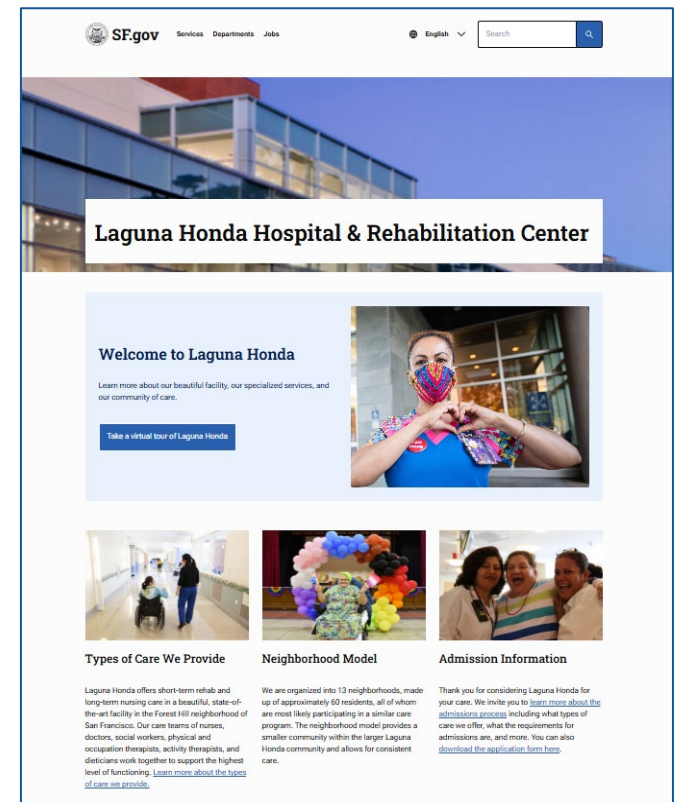 SF.gov
Services Departments Jobs
English
Search
Laguna Honda Hospital & Rehabilitation Center
Welcome to Laguna Honda
Learn more about our beautiful facility, our specialized services, and
our community of care.
Take a virtual tour of Laguna Honda
Types of Care We Provide
Laguna Honda offers short-term rehab and
long-term nursing care in a beautiful, state-of-
the-art facility in the Forest Hill neighborhood of
San Francisco. Our care teams of nurses,
doctors, social workers, physical and
occupation therapists, activity therapists, and
dieticians work together to support the highest
level of functioning. Learn more about the types
of care we provide.
Neighborhood Model
We are organized into 13 neighborhoods, made
up of approximately 60 residents, all of whom
are most likely participating in a similar care
program. The neighborhood model provides a
smaller community within the larger Laguna
Honda community and allows for consistent
care.
Admission Information
Thank you for considering Laguna Honda for
your care. We invite you to learn more about the
admissions process including what types of
care we offer, what the requirements for
admissions are, and more. You can also
download the application form here.